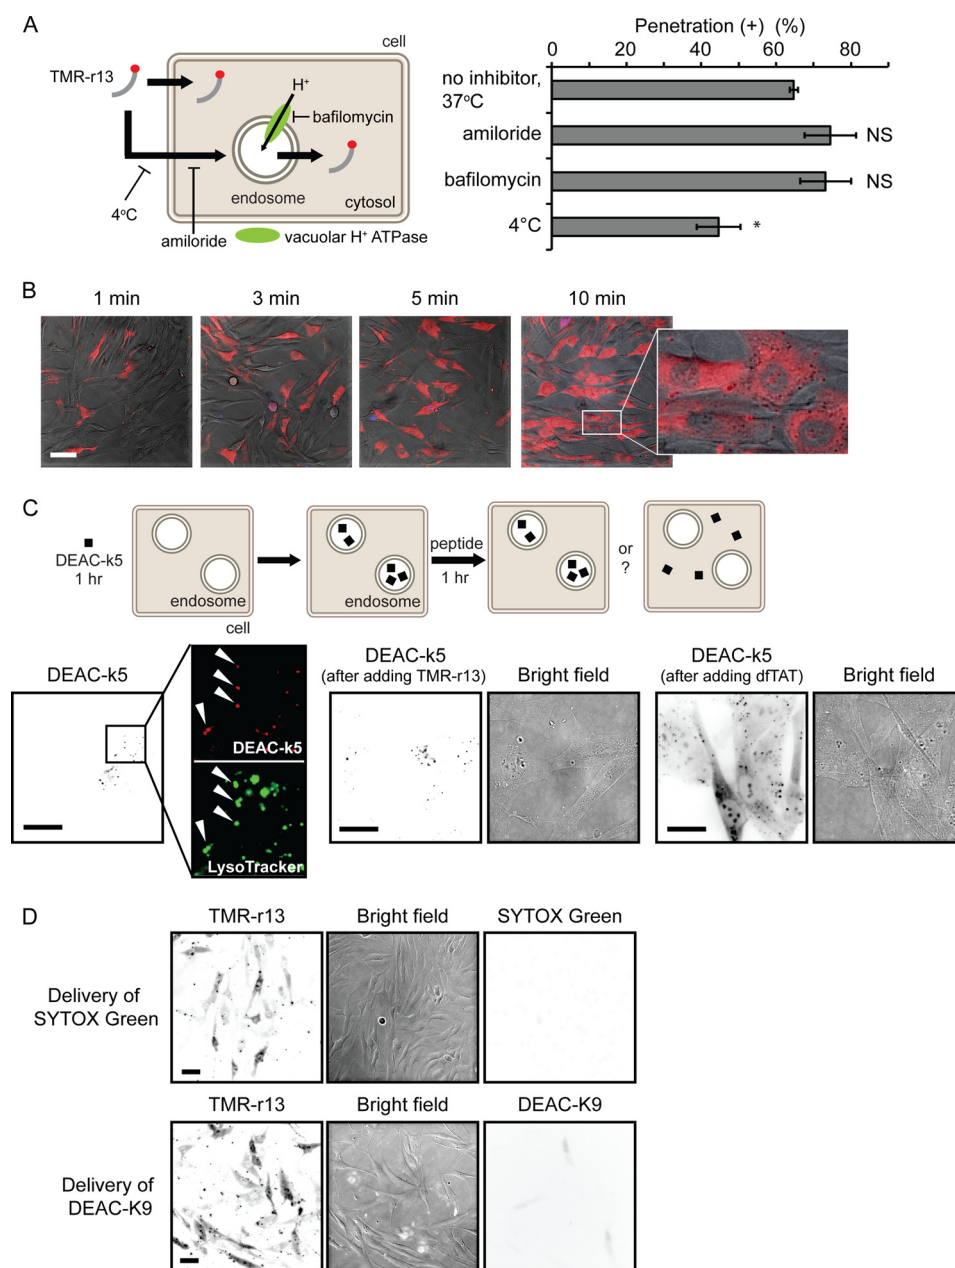 A
cell
TMR-r13
H⁺
bafilomycin
endosome
cytosol
4°C
amiloride
vacuolar H⁺ ATPase
Penetration (+) (%)
0 20 40 60 80
no inhibitor,
37°C
amiloride
NS
bafilomycin
NS
4°C
*
B
1 min
3 min
5 min
10 min
C
DEAC-k5
1 hr
endosome
cell
endosome
peptide
1 hr
or
?
DEAC-k5
DEAC-k5
LysoTracker
DEAC-k5
(after adding TMR-r13)
Bright field
DEAC-k5
(after adding dfTAT)
Bright field
D
TMR-r13
Bright field
SYTOX Green
Delivery of
SYTOX Green
TMR-r13
Bright field
DEAC-K9
Delivery of
DEAC-K9